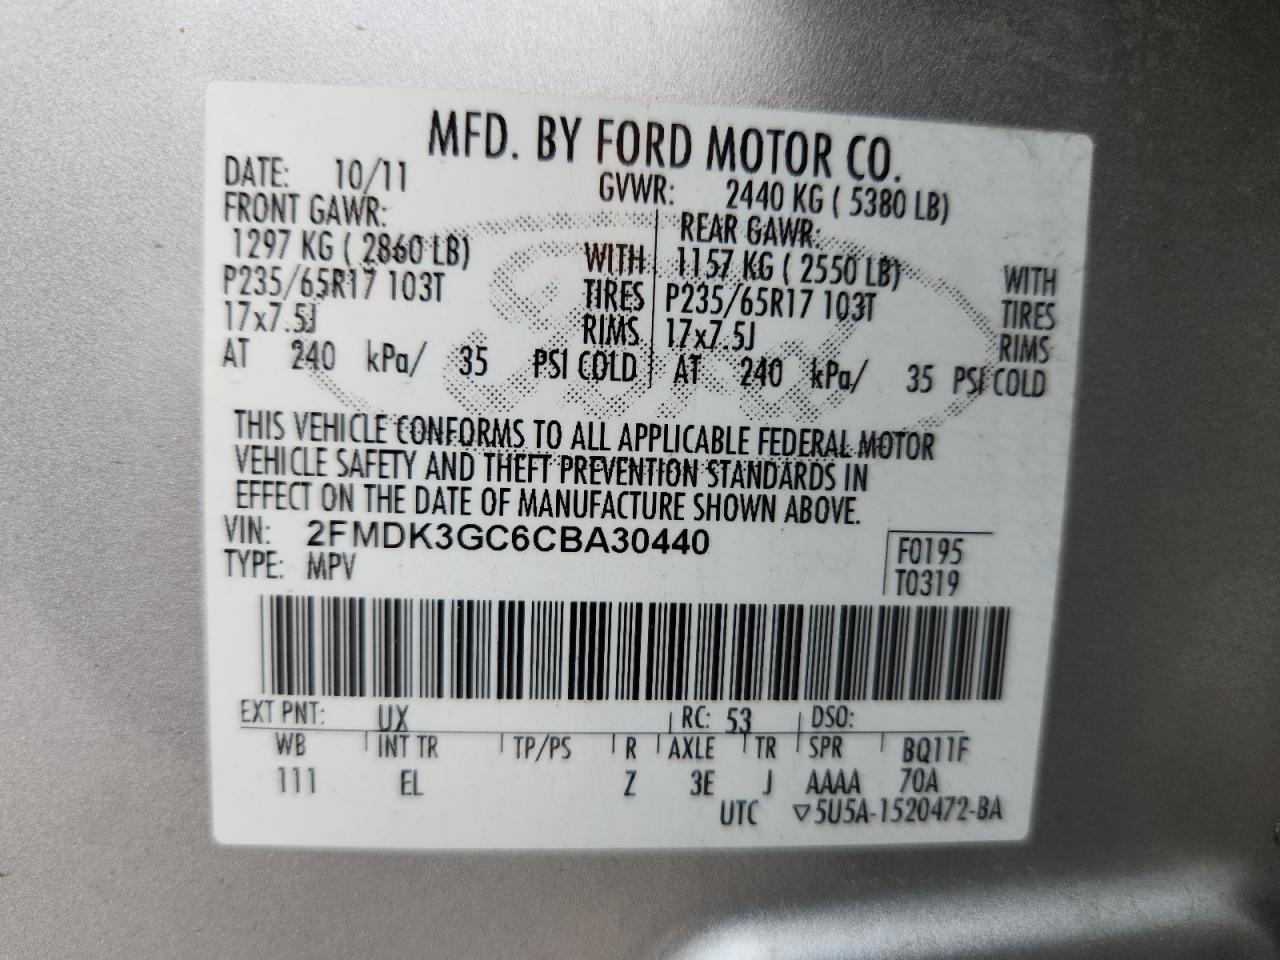 MFD. BY FORD MOTOR CO.
DATE: 10/11 GVWR: 2440 KG ( 5380 LB)
FRONT GAWR: REAR GAWR:
1297 KG ( 2860 LB) WITH 1157 KG ( 2550 LB) WITH
P235/65R17 103T TIRES P235/65R17 103T TIRES
17x7.5J RIMS 17x7.5J RIMS
AT 240 kPa/ 35 PSI COLD AT 240 kPa/ 35 PSI COLD
THIS VEHICLE CONFORMS TO ALL APPLICABLE FEDERAL MOTOR
VEHICLE SAFETY AND THEFT PREVENTION STANDARDS IN
EFFECT ON THE DATE OF MANUFACTURE SHOWN ABOVE.
VIN: 2FMDK3GC6CBA30440 F0195
TYPE: MPV T0319
EXT PNT: UX RC: 53 DSO:
WB INT TR TP/PS R AXLE TR SPR BQ11F
111 EL Z 3E J AAAA 70A
UTC ▽5U5A-1520472-BA